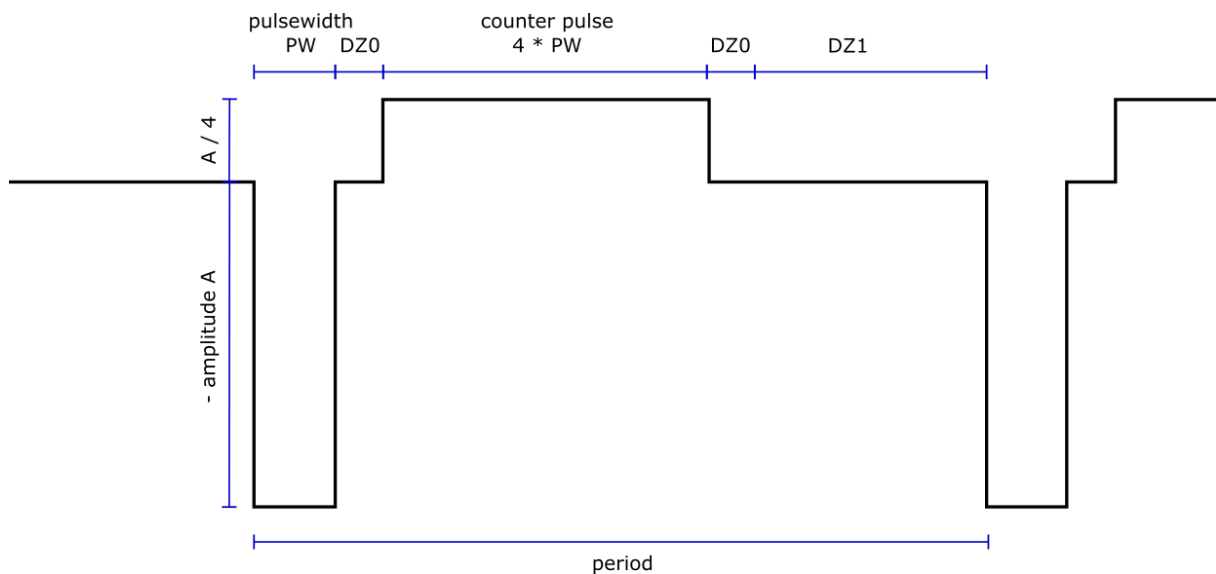 pulsewidth
counter pulse
PW DZ0 4 * PW DZ0 DZ1
A / 4
- amplitude A
period